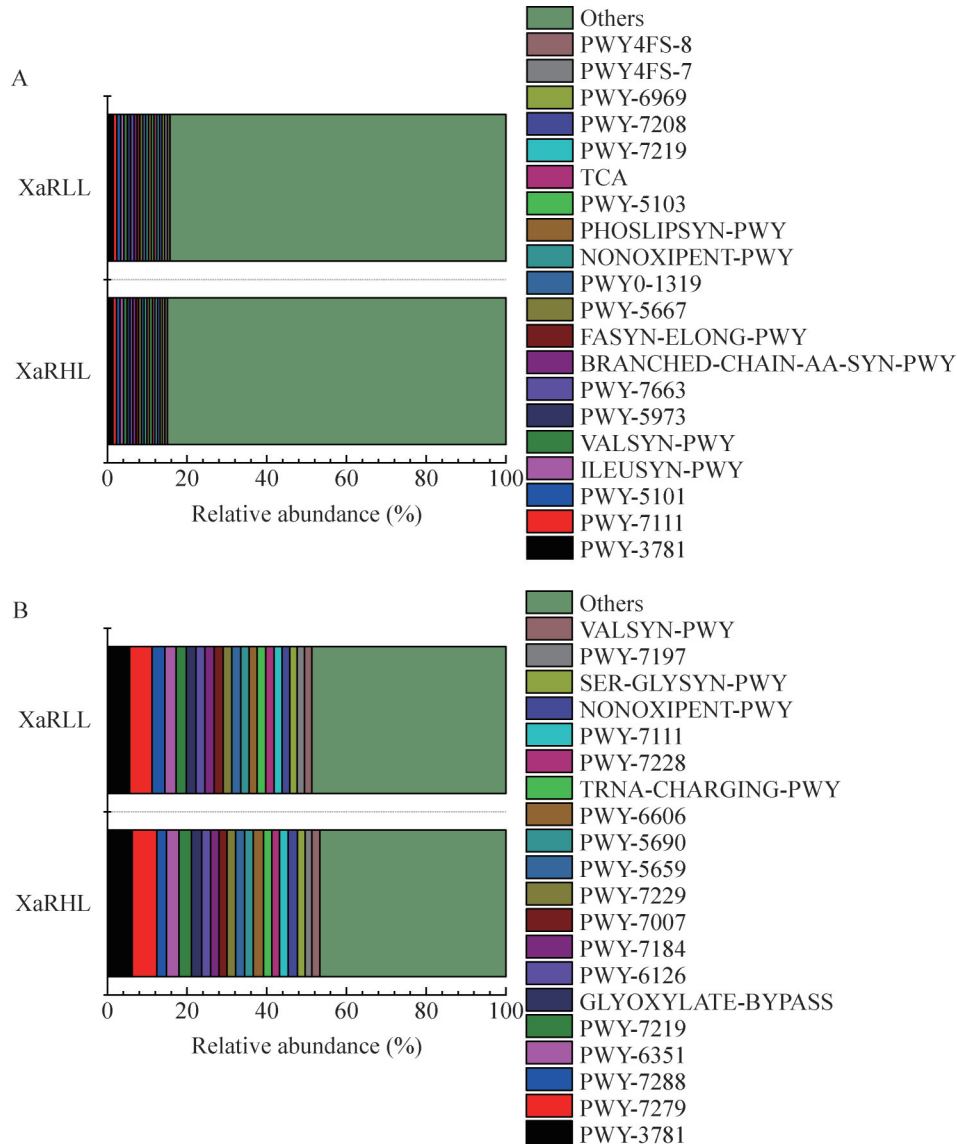 A
XaRLL
XaRHL
0 20 40 60 80 100
Relative abundance (%)
Others
PWY4FS-8
PWY4FS-7
PWY-6969
PWY-7208
PWY-7219
TCA
PWY-5103
PHOSLIPSYN-PWY
NONOXIPENT-PWY
PWY0-1319
PWY-5667
FASYN-ELONG-PWY
BRANCHED-CHAIN-AA-SYN-PWY
PWY-7663
PWY-5973
VALSYN-PWY
ILEUSYN-PWY
PWY-5101
PWY-7111
PWY-3781
B
XaRLL
XaRHL
0 20 40 60 80 100
Relative abundance (%)
Others
VALSYN-PWY
PWY-7197
SER-GLYSYN-PWY
NONOXIPENT-PWY
PWY-7111
PWY-7228
TRNA-CHARGING-PWY
PWY-6606
PWY-5690
PWY-5659
PWY-7229
PWY-7007
PWY-7184
PWY-6126
GLYOXYLATE-BYPASS
PWY-7219
PWY-6351
PWY-7288
PWY-7279
PWY-3781